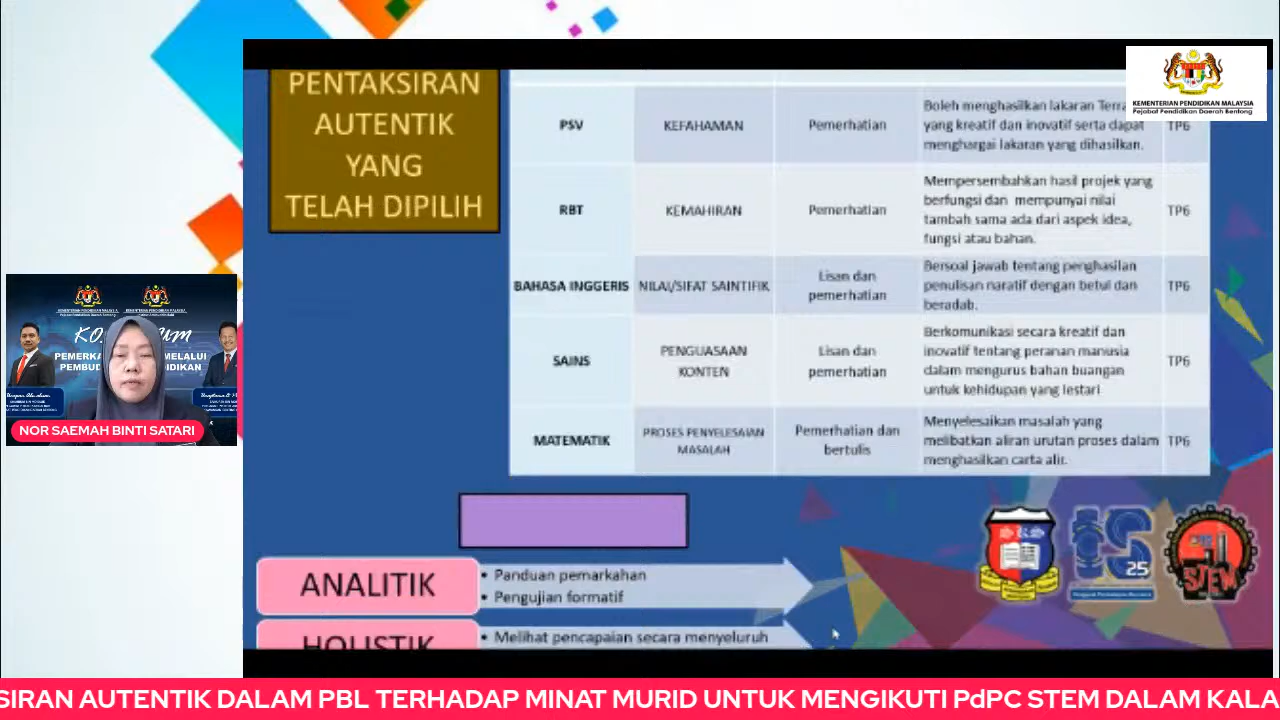 KEMENTERIAN PENDIDIKAN MALAYSIA
Pejabat Pendidikan Daerah Bentong
PENTAKSIRAN
AUTENTIK
YANG
TELAH DIPILIH
PSV
KEFAHAMAN
Pemerhatian
Boleh menghasilkan lakaran
yang kreatif dan inovatif serta dapat
menghargai lakaran yang dihasilkan.
TP6
RBT
KEMAHIRAN
Pemerhatian
Mempersembahkan hasil projek yang
berfungsi dan mempunyai nilai
tambah sama ada dari aspek idea,
fungsi atau bahan.
TP6
BAHASA INGGERIS
NILAI/SIFAT SAINTIFIK
Lisan dan
pemerhatian
Bersoal jawab tentang penghasilan
penulisan naratif dengan betul dan
beradab.
TP6
SAINS
PENGUASAAN
KONTEN
Lisan dan
pemerhatian
Berkomunikasi secara kreatif dan
inovatif tentang peranan manusia
dalam mengurus bahan buangan
untuk kehidupan yang lestari
TP6
MATEMATIK
PROSES PENYELESAIAN
MASALAH
Pemerhatian dan
bertulis
Menyelesaikan masalah yang
melibatkan aliran urutan proses dalam
menghasilkan carta alir.
TP6
ANALITIK
• Panduan pemarkahan
• Pengujian formatif
HOLISTIK
• Melihat pencapaian secara menyeluruh
25
STEM
NOR SAEMAH BINTI SATARI
SIRAN AUTENTIK DALAM PBL TERHADAP MINAT MURID UNTUK MENGIKUTI PdPC STEM DALAM KALA